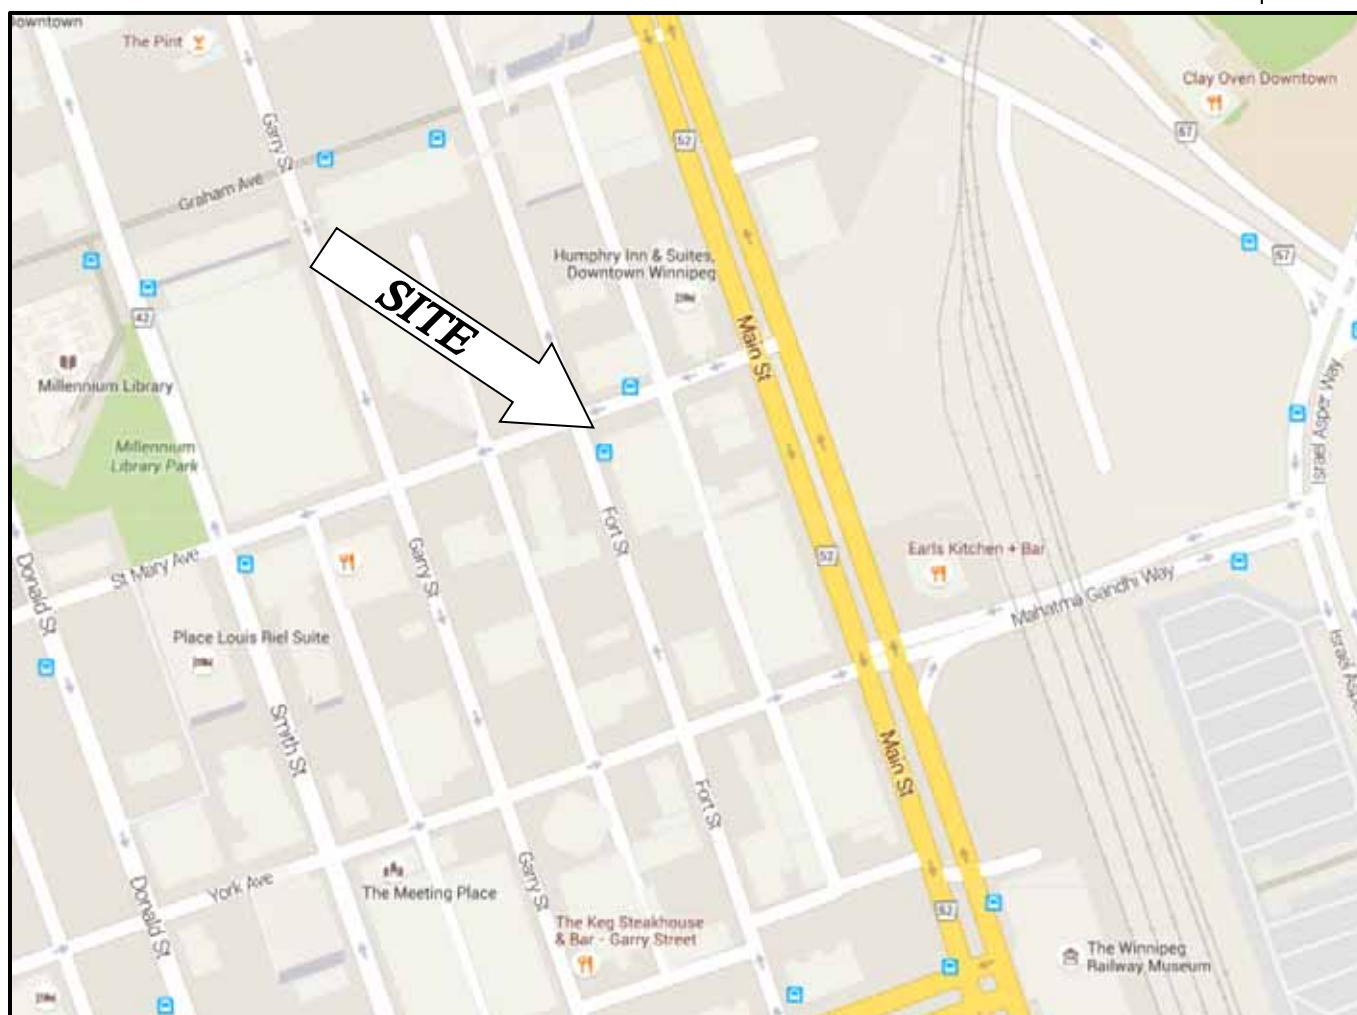 The Pint
Clay Oven Downtown
Garry St
52
67
Graham Ave
Humphry Inn & Suites,
Downtown Winnipeg
67
SITE
42
Main St
Millennium Library
Israel Asper Way
Millennium
Library Park
Fort St
Garry St
52
Earls Kitchen + Bar
St Mary Ave
Donald St
Mahatma Gandhi Way
Place Louis Riel Suite
Smith St
Main St
Fort St
York Ave
The Meeting Place
Garry St
Donald St
52
The Keg Steakhouse
& Bar - Garry Street
The Winnipeg
Railway Museum